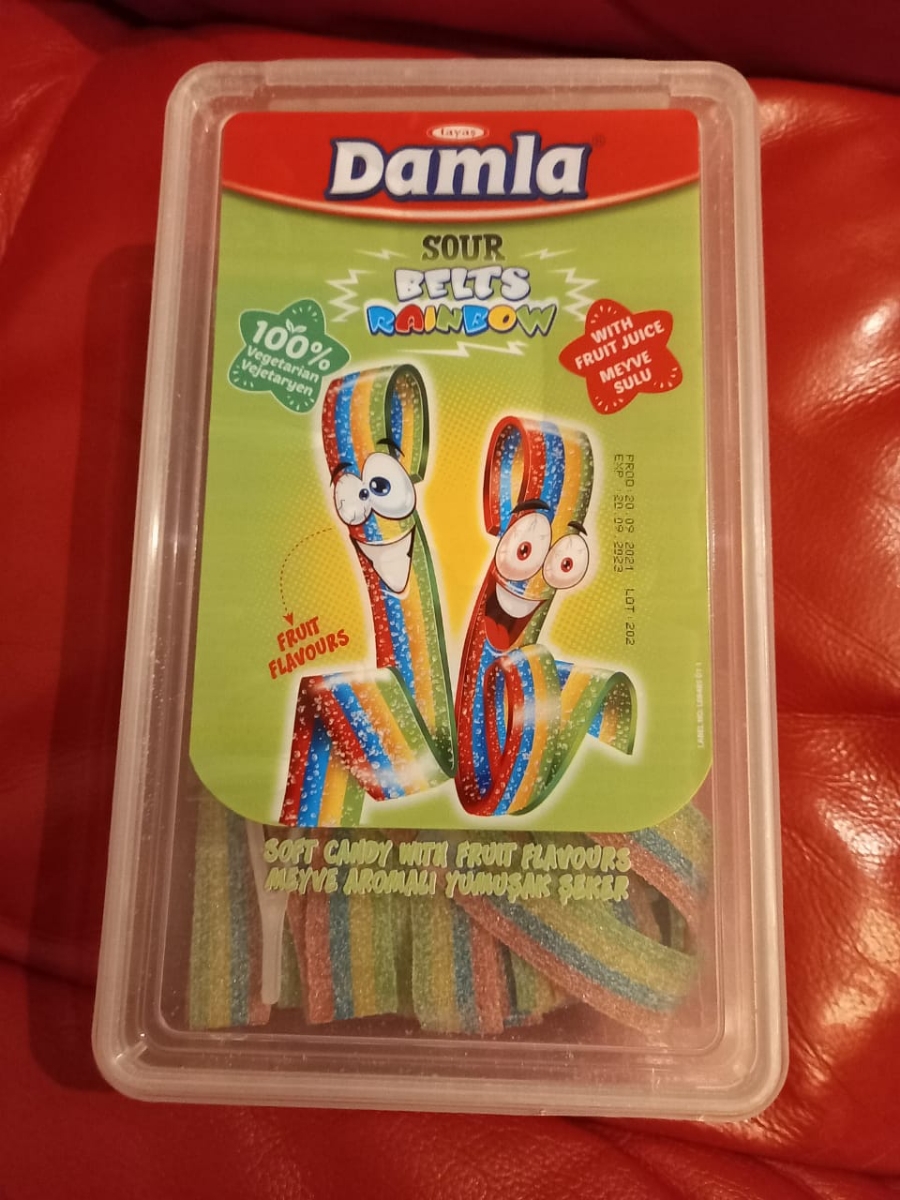 tayaş
Damla
SOUR
BELTS
RAINBOW
100%
Vegetarian
Vejetaryen
WITH
FRUIT JUICE
MEYVE
SULU
PROD: 20 09 2021 LOT: 202
EXP :20.09 2023
FRUIT
FLAVOURS
SOFT CANDY WITH FRUIT FLAVOURS
MEYVE AROMALI YUMUŞAK ŞEKER